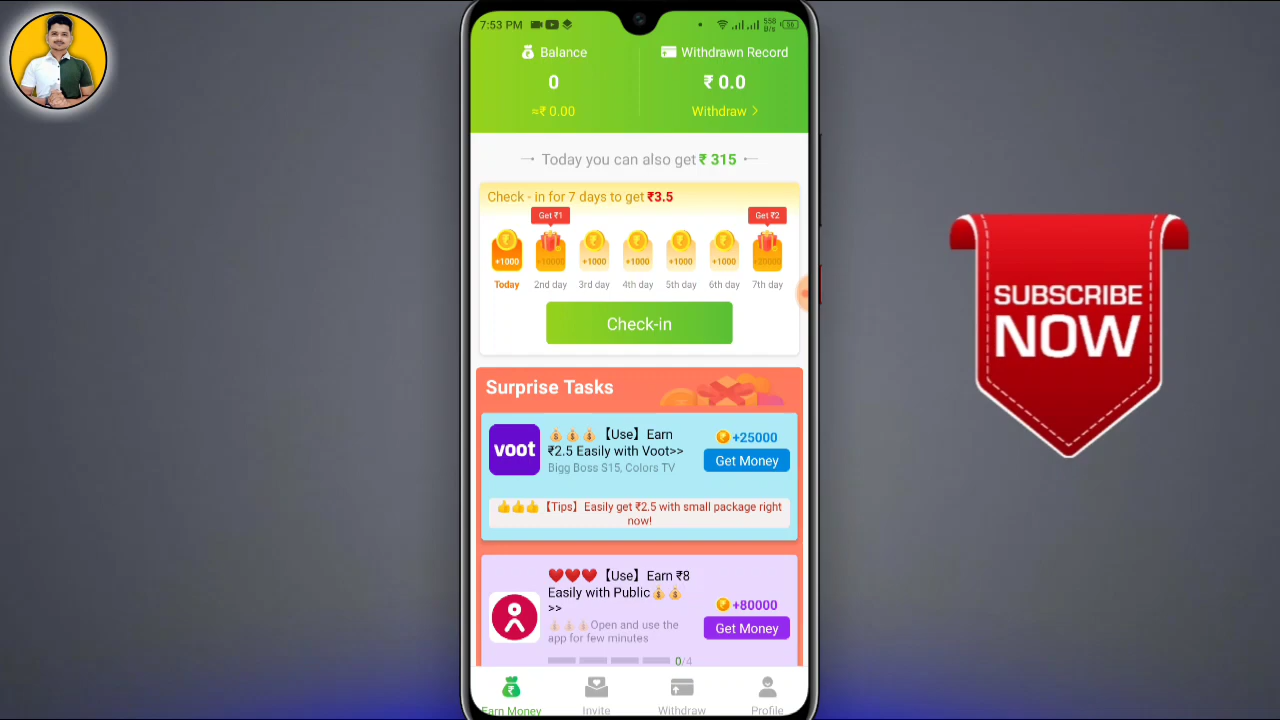 7:53 PM
558 B/s
56
Balance
Withdrawn Record
0
₹ 0.0
≈₹ 0.00
Withdraw >
Today you can also get ₹ 315
Check - in for 7 days to get ₹3.5
Get ₹1
Get ₹2
+1000
+10000
+1000
+1000
+1000
+1000
+20000
Today
2nd day
3rd day
4th day
5th day
6th day
7th day
Check-in
Surprise Tasks
voot
💰💰💰【Use】Earn
₹2.5 Easily with Voot>>
Bigg Boss S15, Colors TV
+25000
Get Money
👍👍👍【Tips】Easily get ₹2.5 with small package right
now!
❤️❤️❤️【Use】Earn ₹8
Easily with Public💰💰
>>
💰💰💰Open and use the
app for few minutes
0/4
+80000
Get Money
Earn Money
Invite
Withdraw
Profile
SUBSCRIBE
NOW